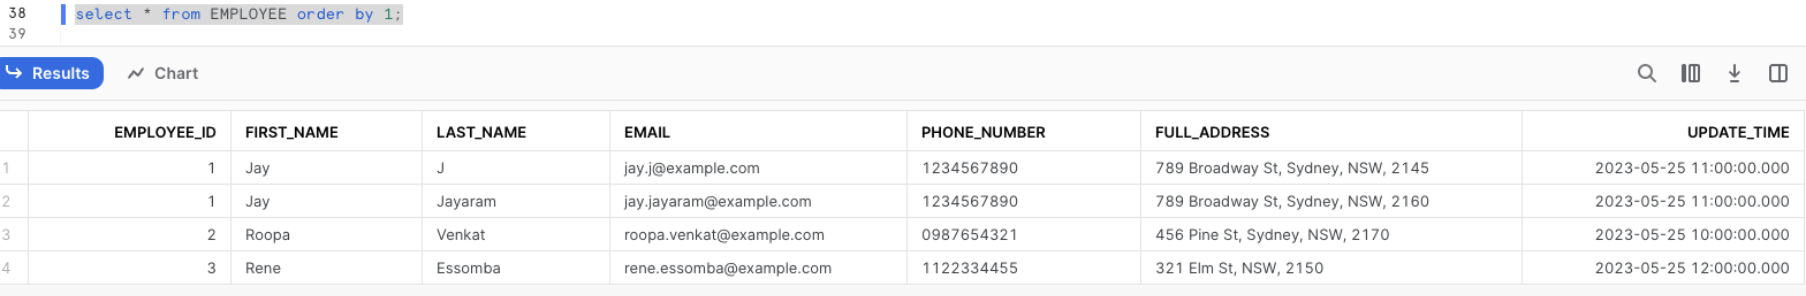 38 select * from EMPLOYEE order by 1;
39
Results Chart
EMPLOYEE_ID FIRST_NAME LAST_NAME EMAIL PHONE_NUMBER FULL_ADDRESS UPDATE_TIME
1 1 Jay J jay.j@example.com 1234567890 789 Broadway St, Sydney, NSW, 2145 2023-05-25 11:00:00.000
2 1 Jay Jayaram jay.jayaram@example.com 1234567890 789 Broadway St, Sydney, NSW, 2160 2023-05-25 11:00:00.000
3 2 Roopa Venkat roopa.venkat@example.com 0987654321 456 Pine St, Sydney, NSW, 2170 2023-05-25 10:00:00.000
4 3 Rene Essomba rene.essomba@example.com 1122334455 321 Elm St, NSW, 2150 2023-05-25 12:00:00.000